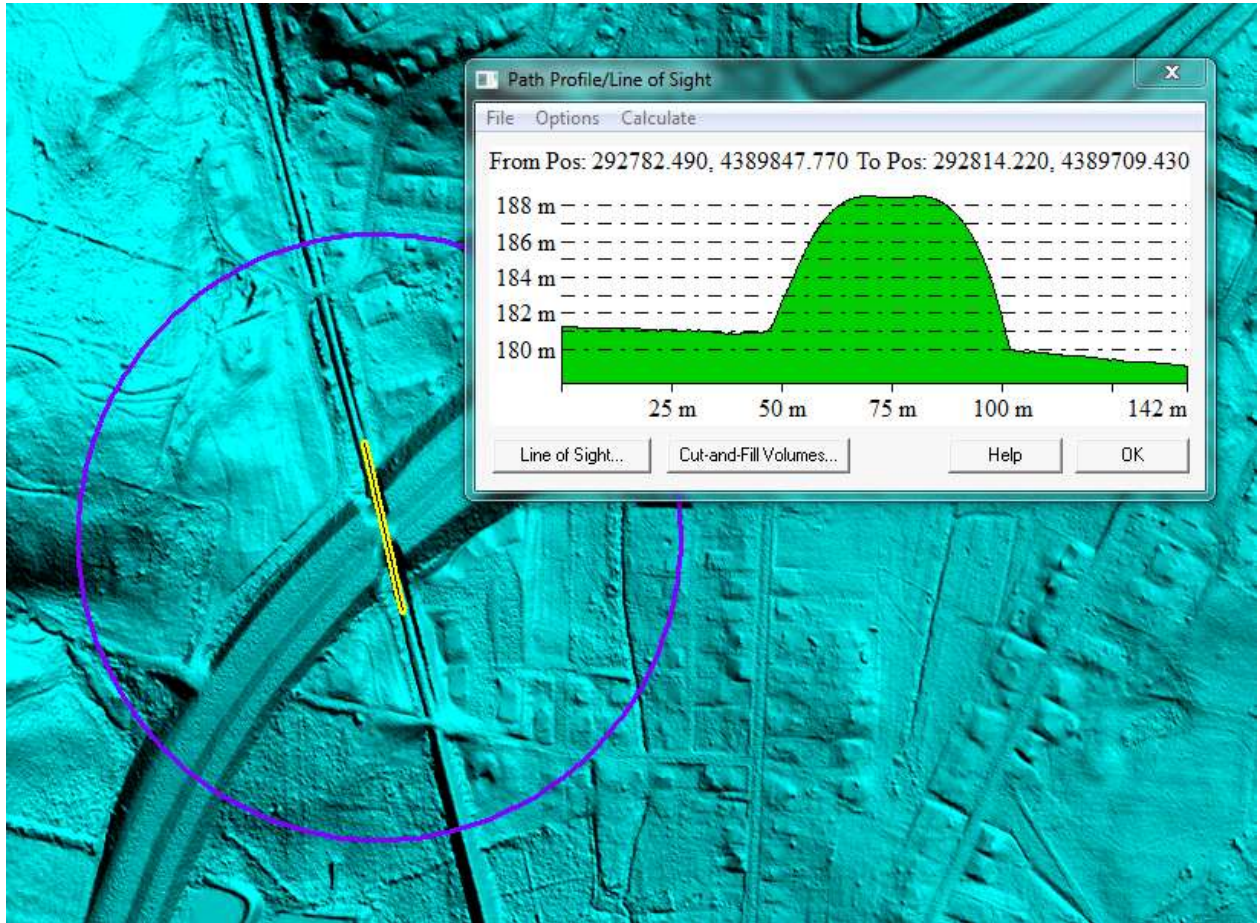 Path Profile/Line of Sight
File Options Calculate
From Pos: 292782.490, 4389847.770 To Pos: 292814.220, 4389709.430
188 m
186 m
184 m
182 m
180 m
25 m 50 m 75 m 100 m 142 m
Line of Sight... Cut-and-Fill Volumes... Help OK